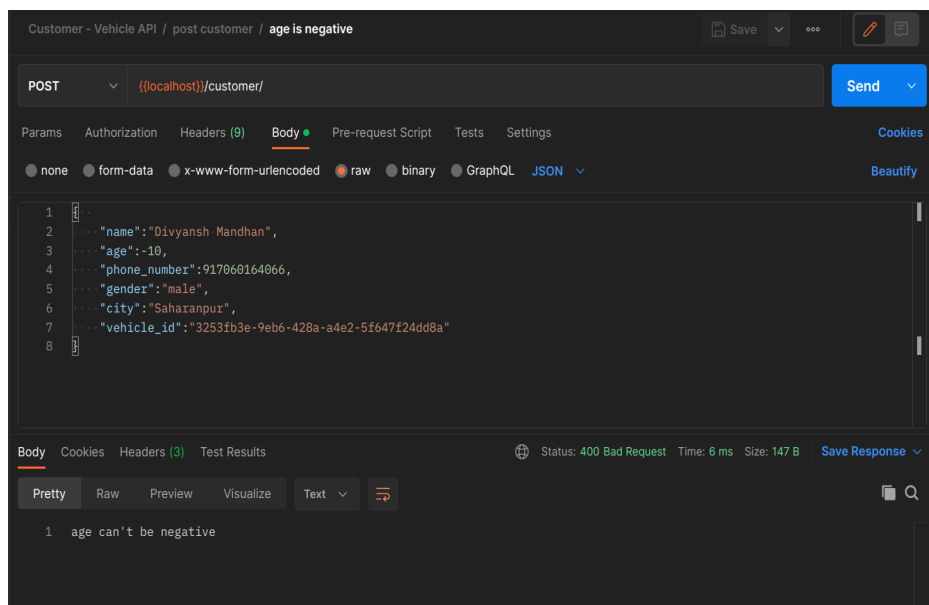 Customer - Vehicle API / post customer / age is negative
Save
POST {{localhost}}/customer/ Send
Params Authorization Headers (9) Body Pre-request Script Tests Settings Cookies
none form-data x-www-form-urlencoded raw binary GraphQL JSON Beautify
1 {
2 "name":"Divyansh Mandhan",
3 "age":-10,
4 "phone_number":917060164066,
5 "gender":"male",
6 "city":"Saharanpur",
7 "vehicle_id":"3253fb3e-9eb6-428a-a4e2-5f647f24dd8a"
8 }
Body Cookies Headers (3) Test Results Status: 400 Bad Request Time: 6 ms Size: 147 B Save Response
Pretty Raw Preview Visualize Text
1 age can't be negative